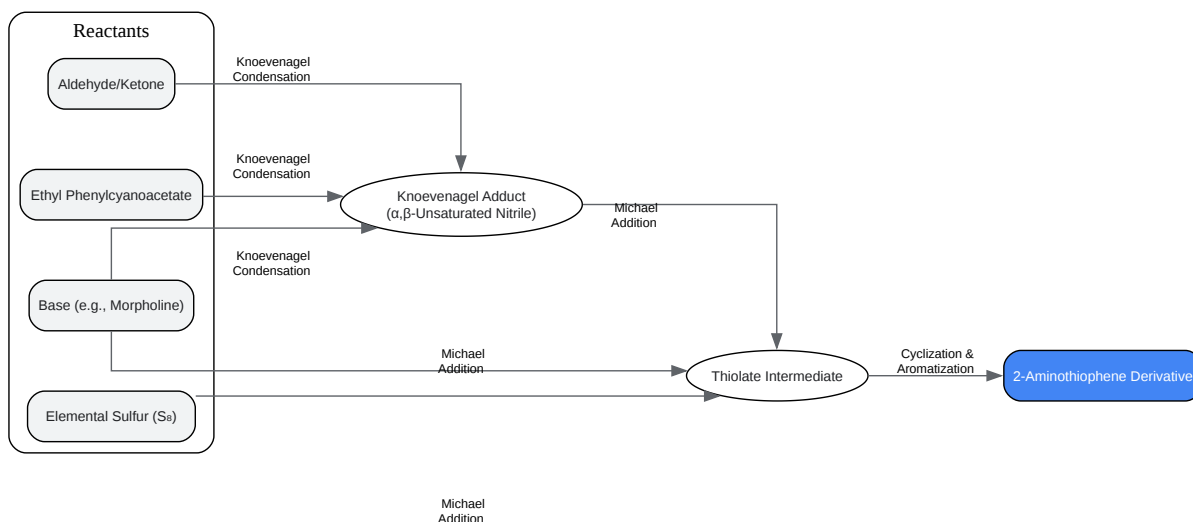 Reactants
Aldehyde/Ketone
Knoevenagel
Condensation
Ethyl Phenylcyanoacetate
Knoevenagel
Condensation
Knoevenagel Adduct
(α,β-Unsaturated Nitrile)
Michael
Addition
Knoevenagel
Condensation
Base (e.g., Morpholine)
Michael
Addition
Thiolate Intermediate
Cyclization &
Aromatization
2-Aminothiophene Derivative
Elemental Sulfur (S₈)
Michael
Addition